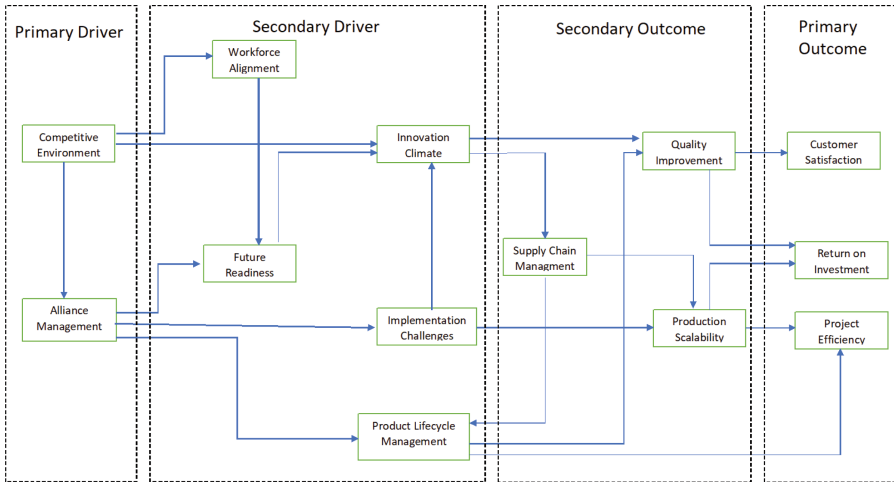 Primary Driver
Secondary Driver
Secondary Outcome
Primary
Outcome
Workforce
Alignment
Competitive
Environment
Innovation
Climate
Quality
Improvement
Customer
Satisfaction
Future
Readiness
Supply Chain
Managment
Return on
Investment
Alliance
Management
Implementation
Challenges
Production
Scalability
Project
Efficiency
Product Lifecycle
Management